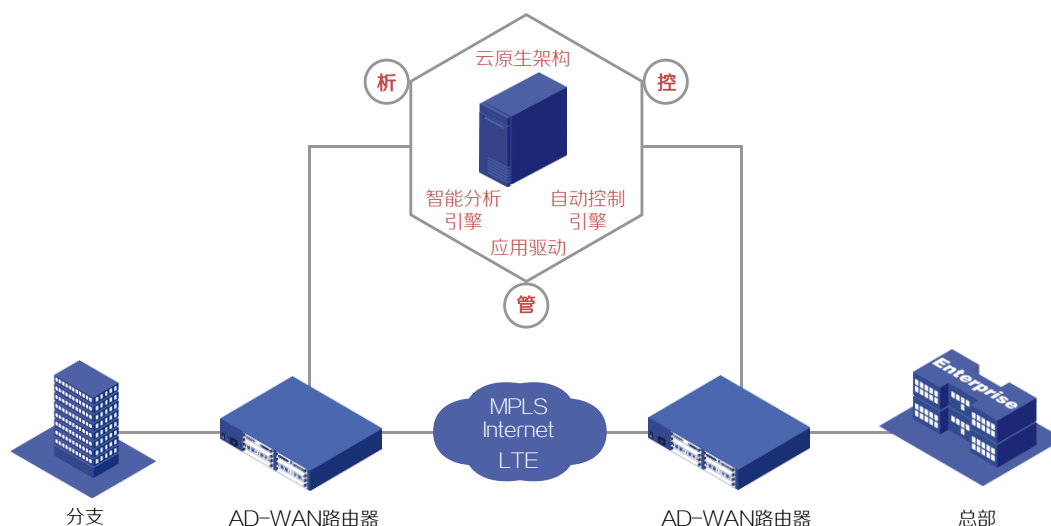 云原生架构
析
控
智能分析
引擎
自动控制
引擎
应用驱动
管
Enterprise
MPLS
Internet
LTE
分支
AD-WAN路由器
AD-WAN路由器
总部